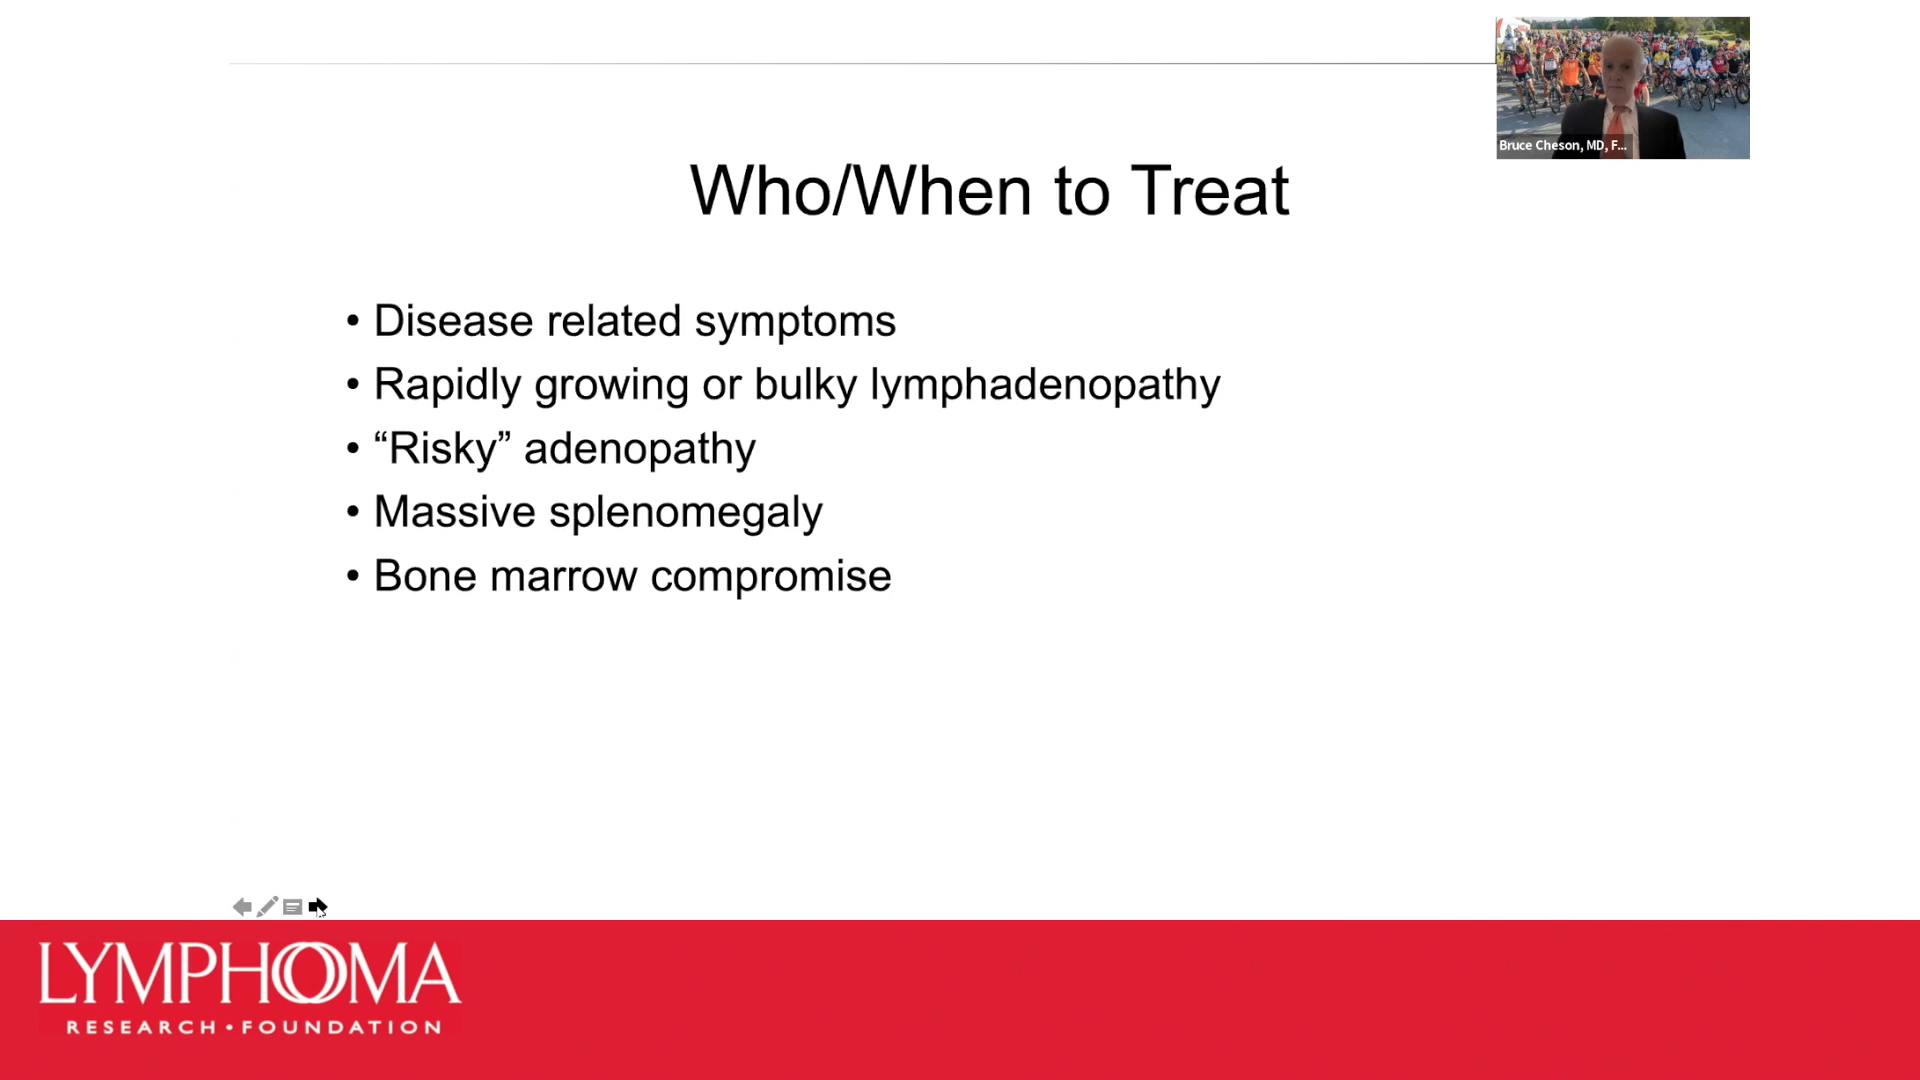 Bruce Cheson, MD, F...
Who/When to Treat
• Disease related symptoms
• Rapidly growing or bulky lymphadenopathy
• “Risky” adenopathy
• Massive splenomegaly
• Bone marrow compromise
LYMPHOMA
RESEARCH • FOUNDATION